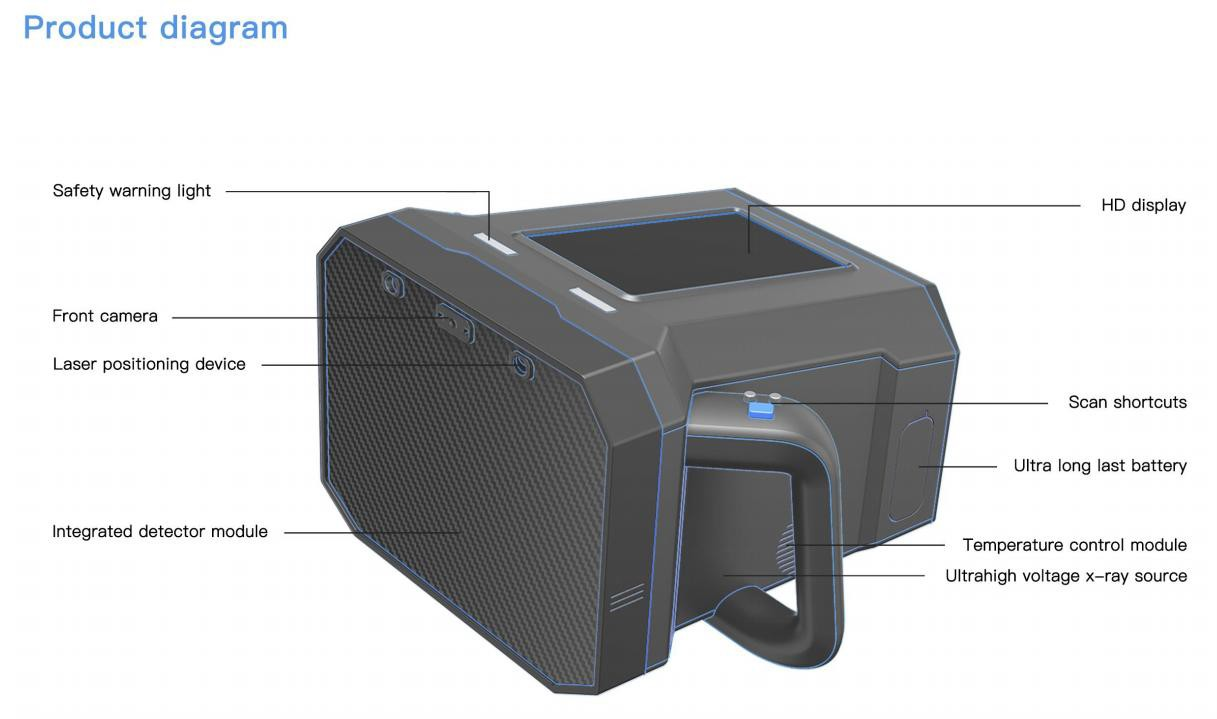 Product diagram
Safety warning light
HD display
Front camera
Laser positioning device
Scan shortcuts
Ultra long last battery
Integrated detector module
Temperature control module
Ultrahigh voltage x-ray source